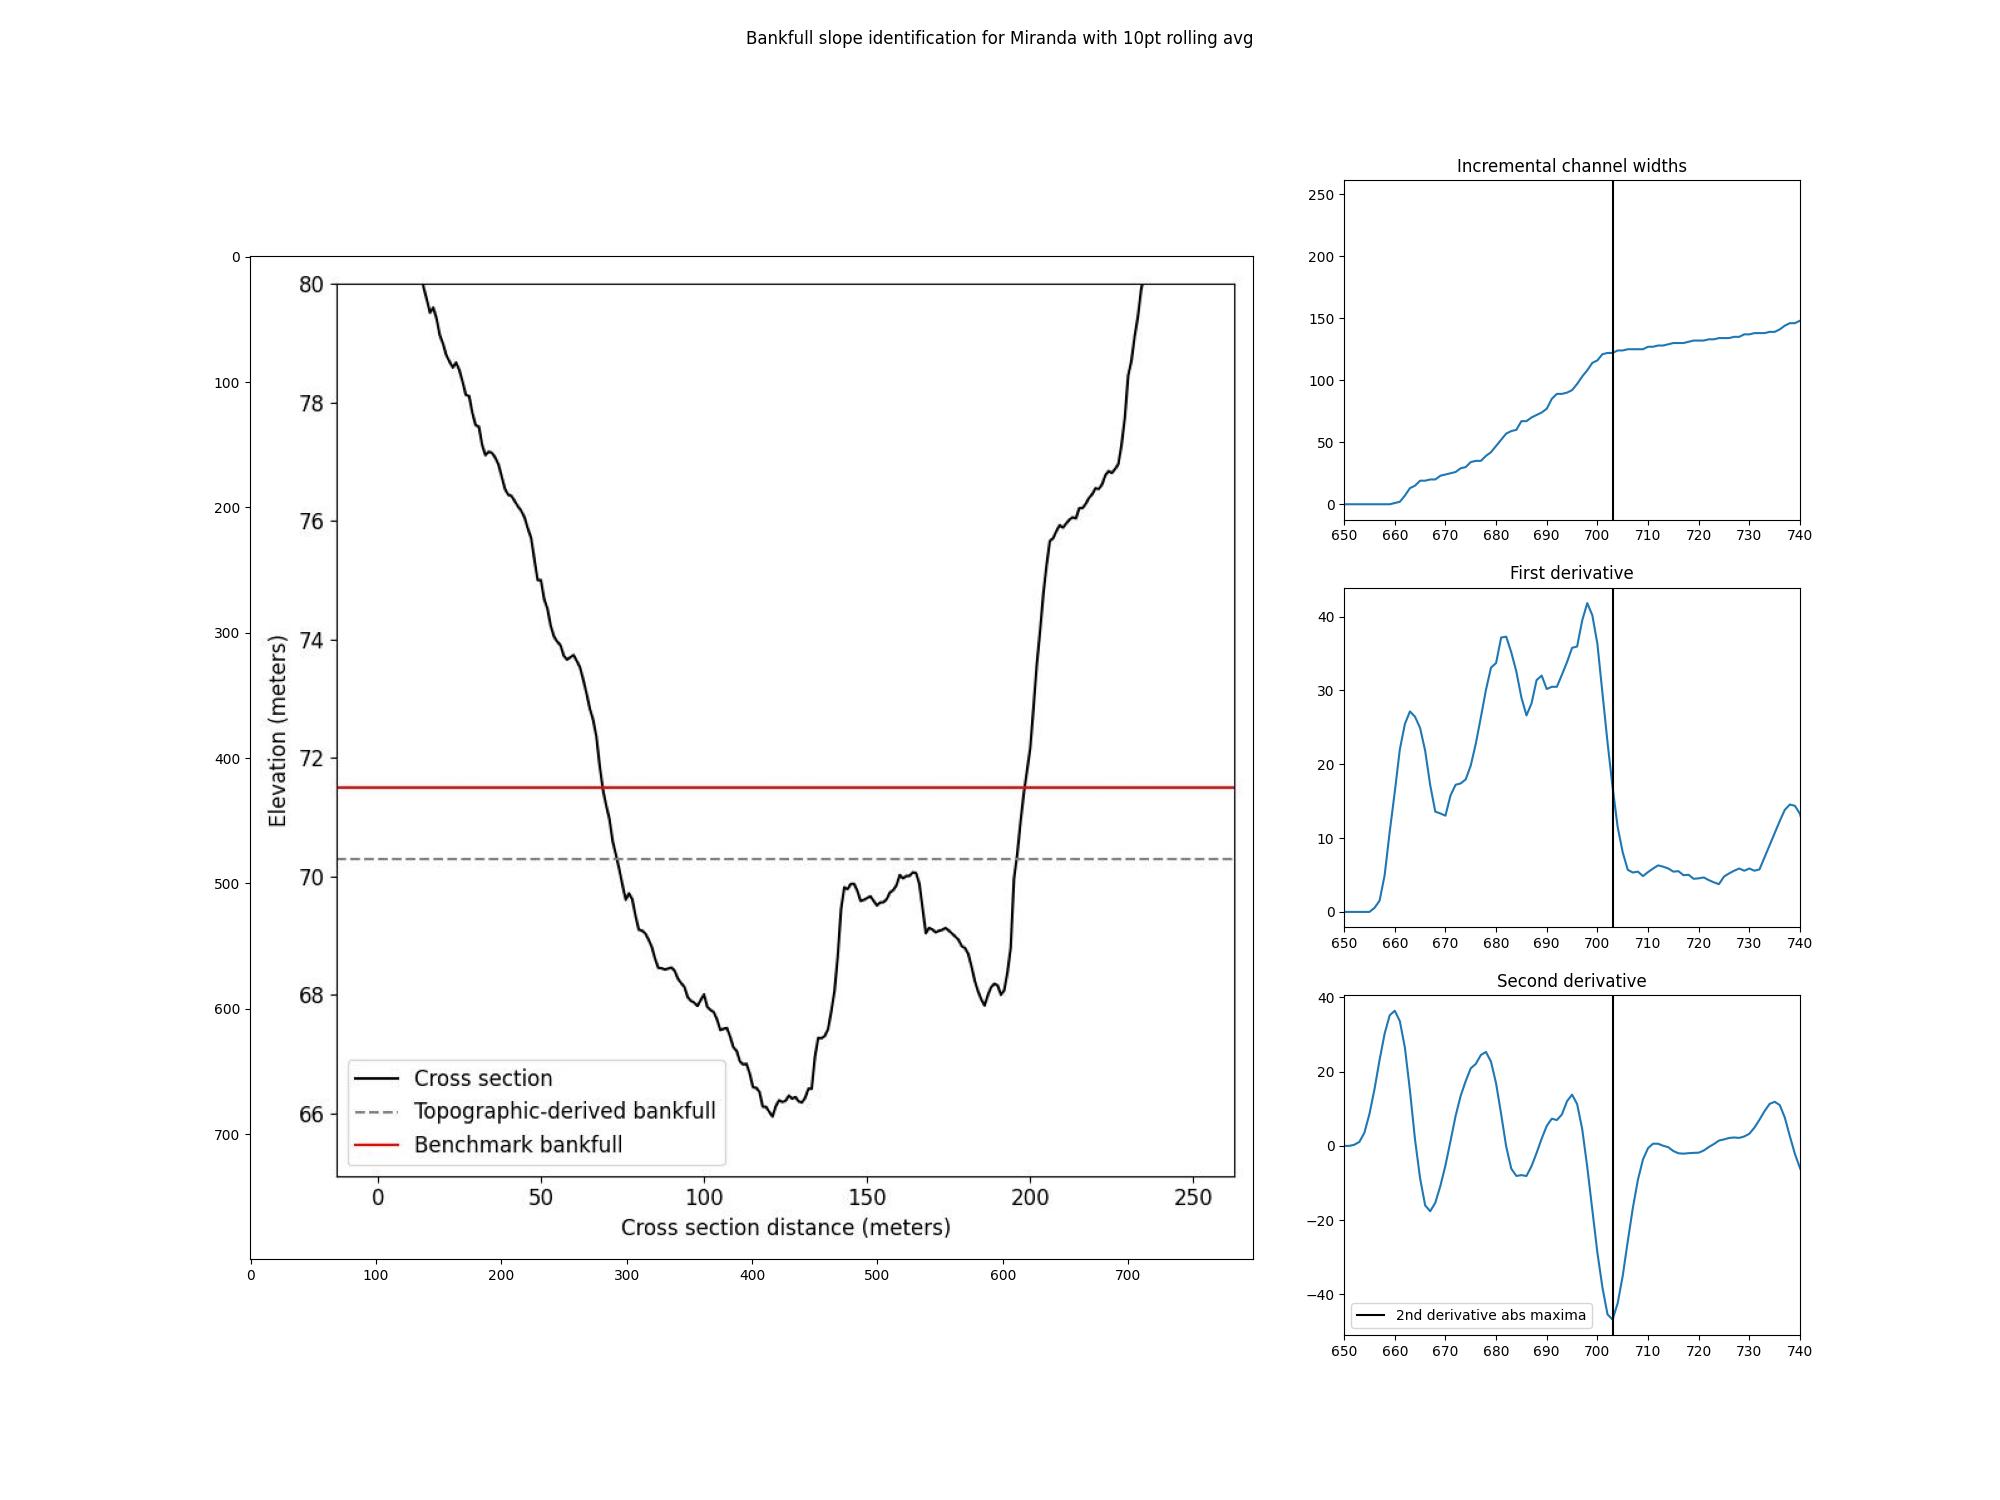 Bankfull slope identification for Miranda with 10pt rolling avg
0
100
200
300
400
500
600
700
80
78
76
74
72
70
68
66
Elevation (meters)
Cross section
Topographic-derived bankfull
Benchmark bankfull
0 50 100 150 200 250
Cross section distance (meters)
0 100 200 300 400 500 600 700
Incremental channel widths
250
200
150
100
50
0
650 660 670 680 690 700 710 720 730 740
First derivative
40
30
20
10
0
650 660 670 680 690 700 710 720 730 740
Second derivative
40
20
0
−20
−40
2nd derivative abs maxima
650 660 670 680 690 700 710 720 730 740